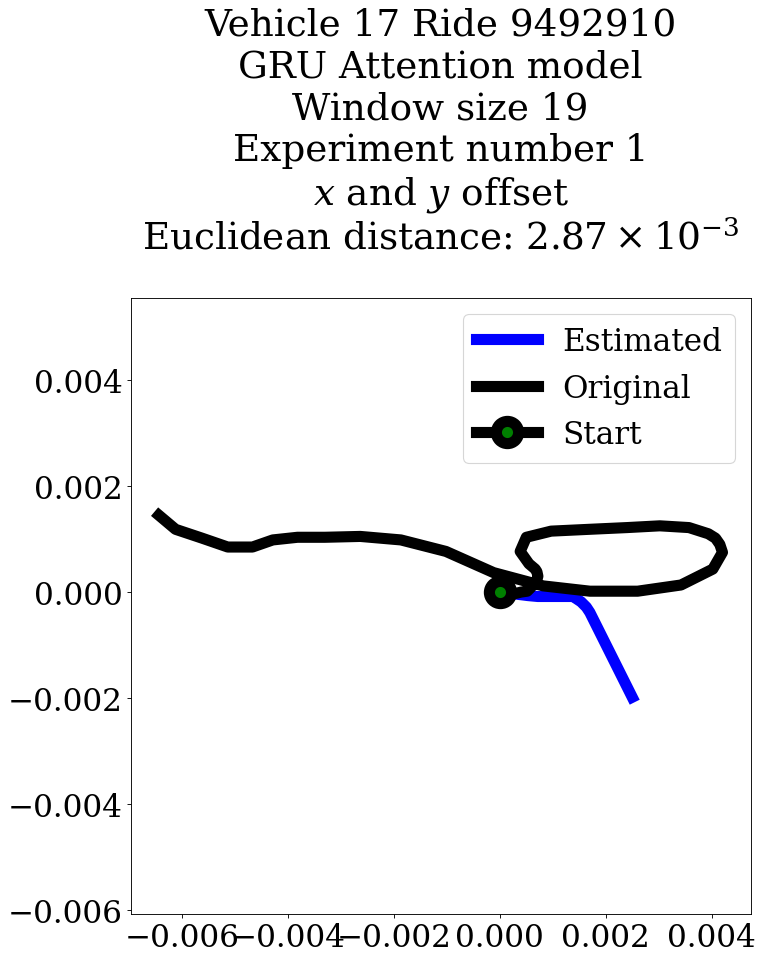 Vehicle 17 Ride 9492910
GRU Attention model
Window size 19
Experiment number 1
x and y offset
Euclidean distance: 2.87 × 10⁻³
Estimated
Original
Start
0.004
0.002
0.000
−0.002
−0.004
−0.006
−0.006 −0.004 −0.002 0.000 0.002 0.004